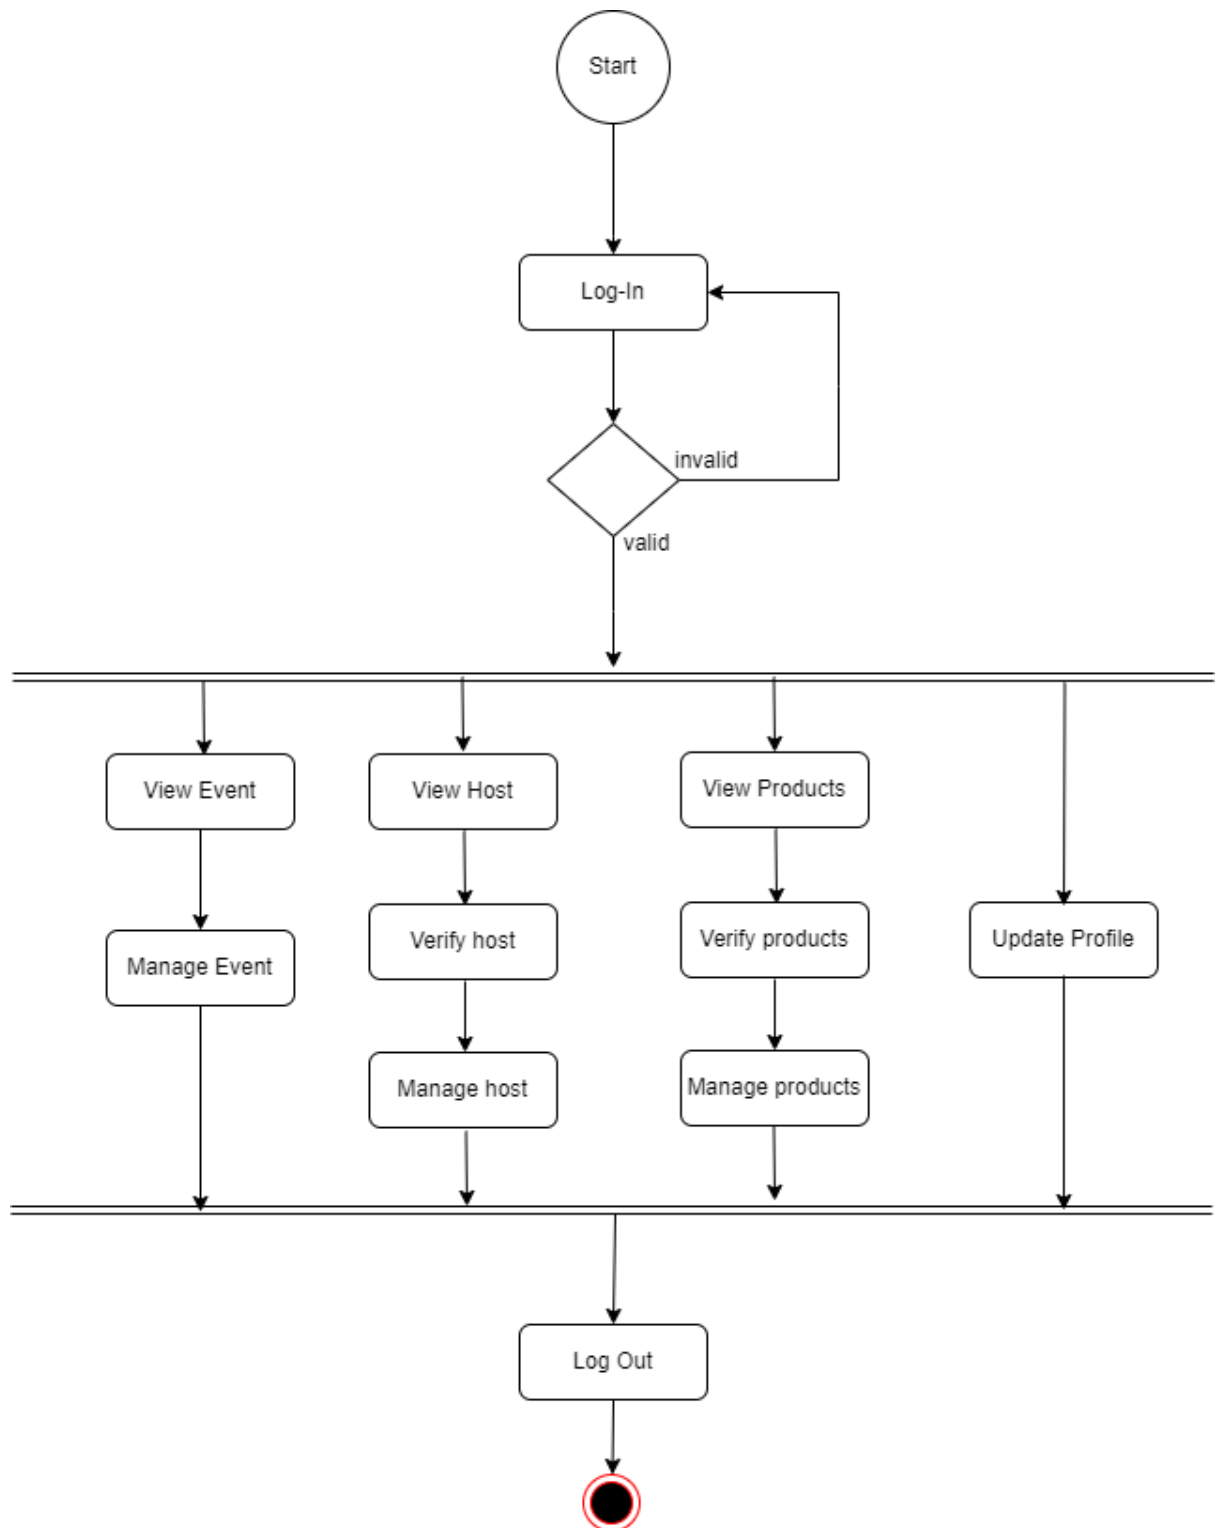 Start
Log-In
invalid
valid
View Event
View Host
View Products
Verify host
Verify products
Update Profile
Manage Event
Manage host
Manage products
Log Out